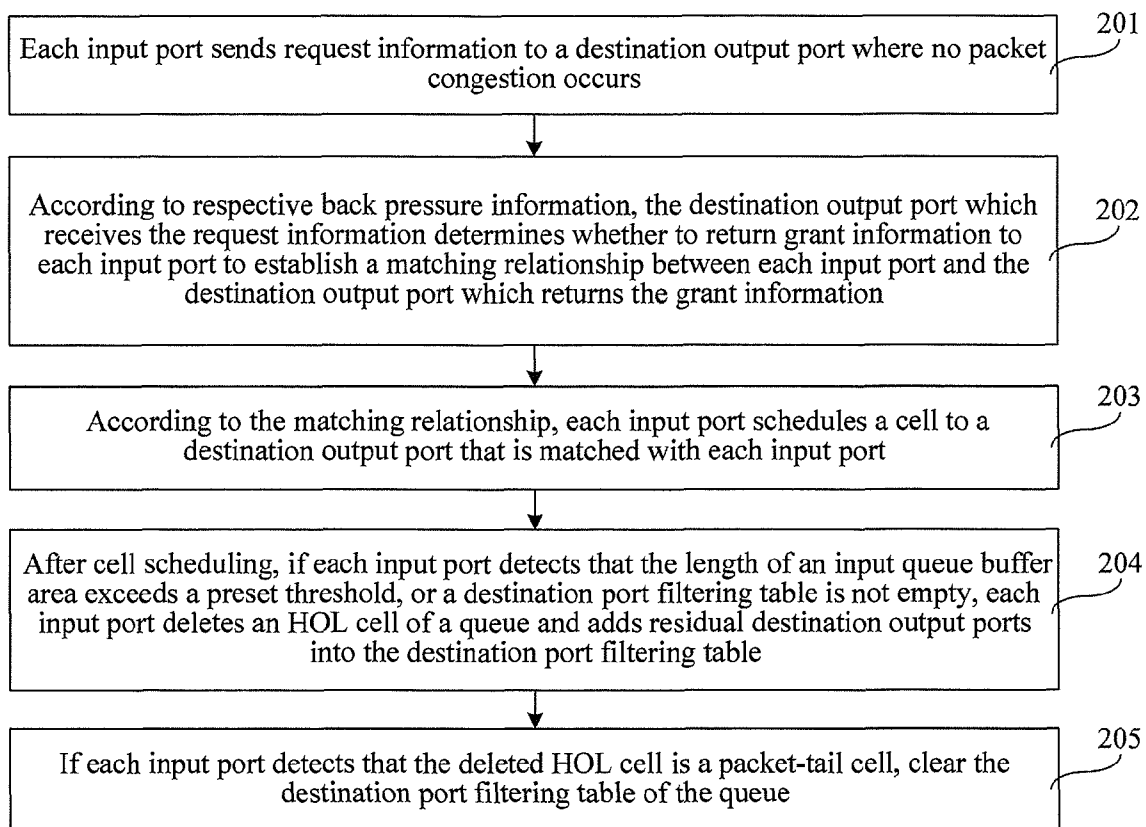 201
Each input port sends request information to a destination output port where no packet
congestion occurs
According to respective back pressure information, the destination output port which
receives the request information determines whether to return grant information to
each input port to establish a matching relationship between each input port and the
destination output port which returns the grant information
202
According to the matching relationship, each input port schedules a cell to a
destination output port that is matched with each input port
203
After cell scheduling, if each input port detects that the length of an input queue buffer
area exceeds a preset threshold, or a destination port filtering table is not empty, each
input port deletes an HOL cell of a queue and adds residual destination output ports
into the destination port filtering table
204
If each input port detects that the deleted HOL cell is a packet-tail cell, clear the
destination port filtering table of the queue
205